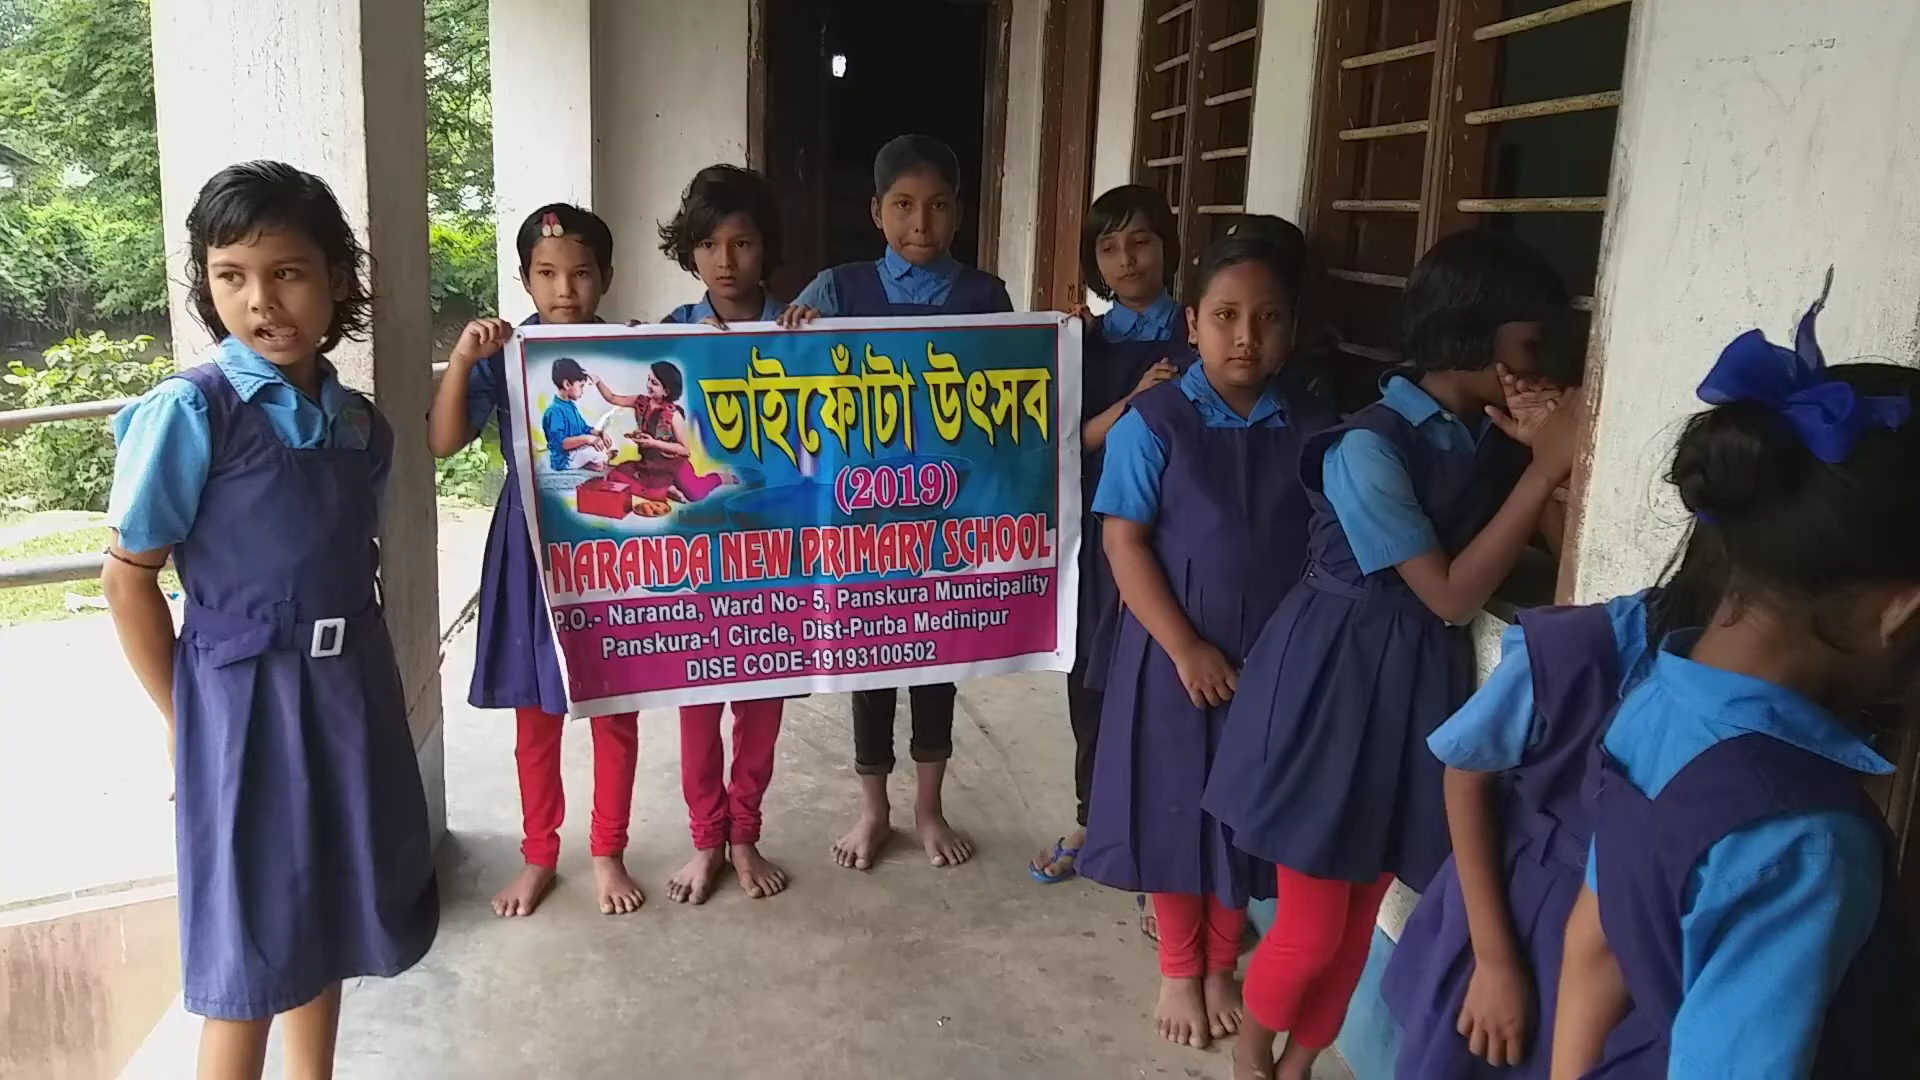 ভাইফোঁটা উৎসব
(2019)
NARANDA NEW PRIMARY SCHOOL
P.O.- Naranda, Ward No- 5, Panskura Municipality
Panskura-1 Circle, Dist-Purba Medinipur
DISE CODE-19193100502